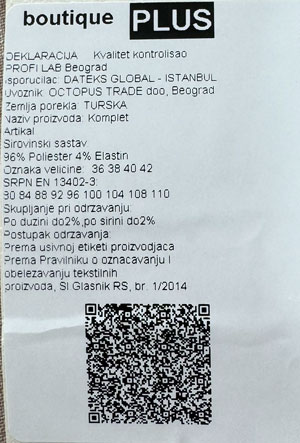 boutique PLUS
DEKLARACIJA Kvalitet kontrolisao
PROFI LAB Beograd
Isporucilac: DATEKS GLOBAL - ISTANBUL
Uvoznik: OCTOPUS TRADE doo, Beograd
Zemlja porekla: TURSKA
Naziv proizvoda: Komplet
Artikal
Sirovinski sastav:
96% Poliester 4% Elastin
Oznaka velicine: 36 38 40 42
SRPN EN 13402-3:
80 84 88 92 96 100 104 108 110
Skupljanje pri odrzavanju:
Po duzini do2%,po sirini do2%
Postupak odrzavanja:
Prema usivnoj etiketi proizvodjaca
Prema Pravilniku o oznacavanju I
obelezavanju tekstilnih
proizvoda, Sl Glasnik RS, br. 1/2014